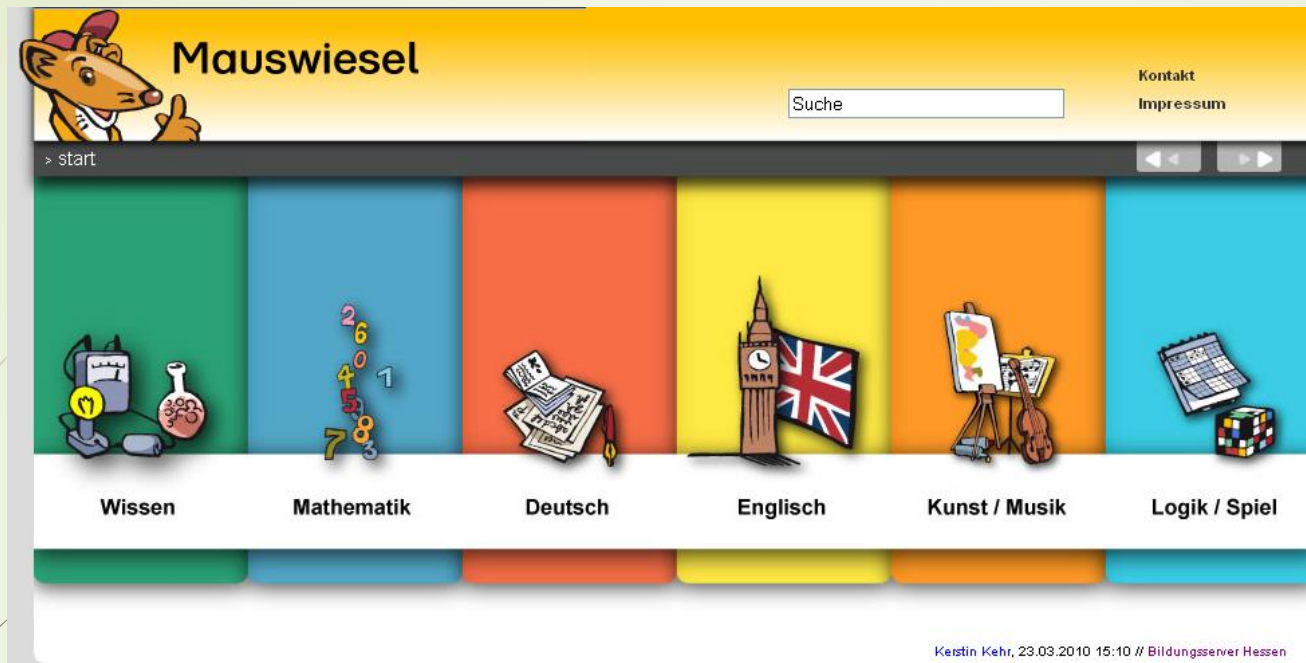 Mauswiesel
Suche
Kontakt
Impressum
> start
Wissen
Mathematik
Deutsch
Englisch
Kunst / Musik
Logik / Spiel
Kerstin Kehr, 23.03.2010 15:10 // Bildungsserver Hessen